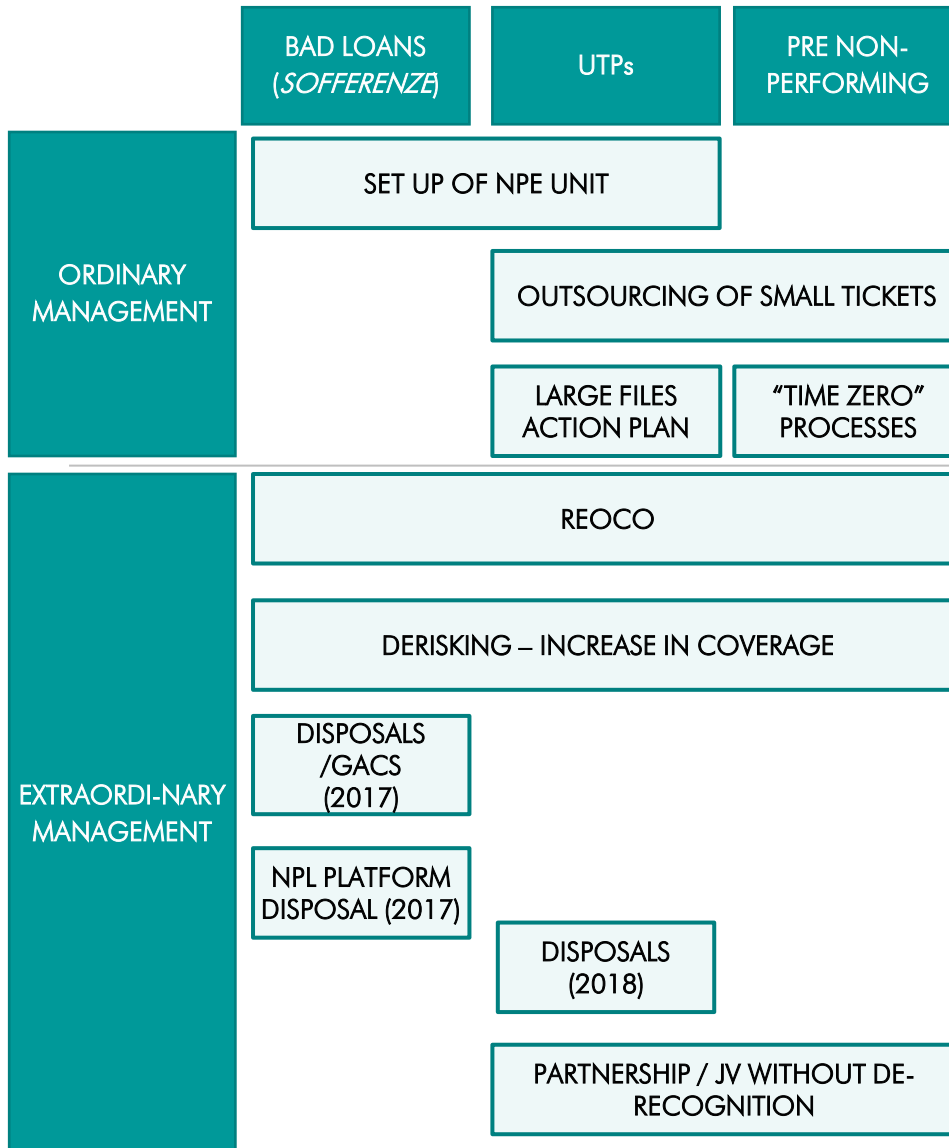 BAD LOANS
(SOFFERENZE)
UTPs
PRE NON-
PERFORMING
ORDINARY
MANAGEMENT
SET UP OF NPE UNIT
OUTSOURCING OF SMALL TICKETS
LARGE FILES
ACTION PLAN
“TIME ZERO”
PROCESSES
EXTRAORDI-NARY
MANAGEMENT
REOCO
DERISKING – INCREASE IN COVERAGE
DISPOSALS
/GACS
(2017)
NPL PLATFORM
DISPOSAL (2017)
DISPOSALS
(2018)
PARTNERSHIP / JV WITHOUT DE-
RECOGNITION